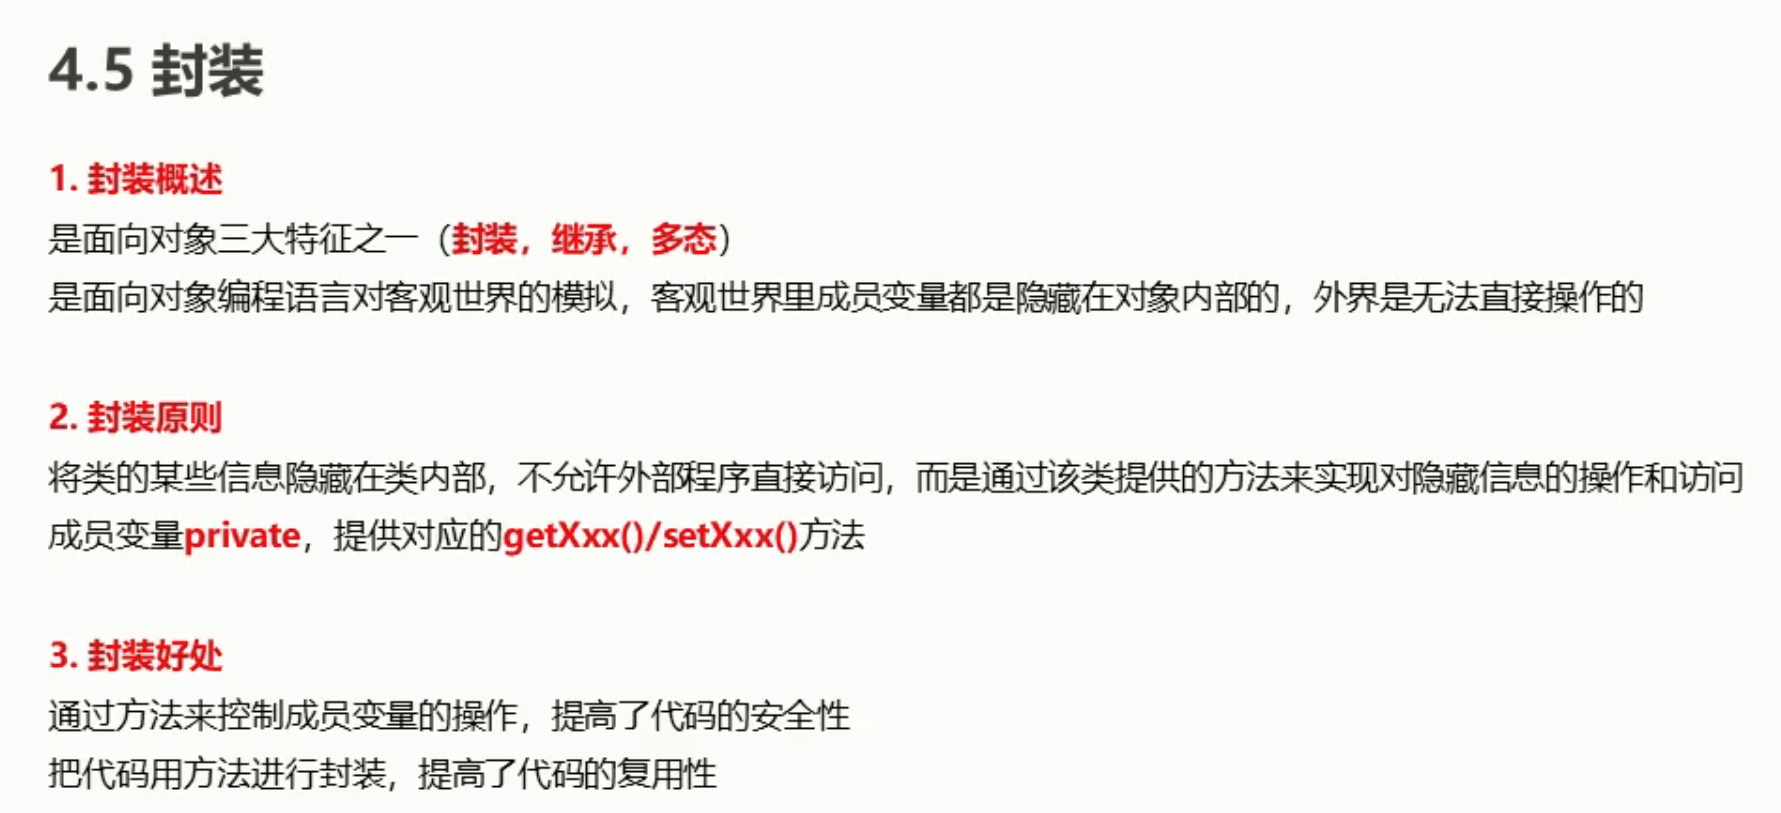 4.5 封装
1. 封装概述
是面向对象三大特征之一（封装，继承，多态）
是面向对象编程语言对客观世界的模拟，客观世界里成员变量都是隐藏在对象内部的，外界是无法直接操作的
2. 封装原则
将类的某些信息隐藏在类内部，不允许外部程序直接访问，而是通过该类提供的方法来实现对隐藏信息的操作和访问
成员变量private，提供对应的getXxx()/setXxx()方法
3. 封装好处
通过方法来控制成员变量的操作，提高了代码的安全性
把代码用方法进行封装，提高了代码的复用性